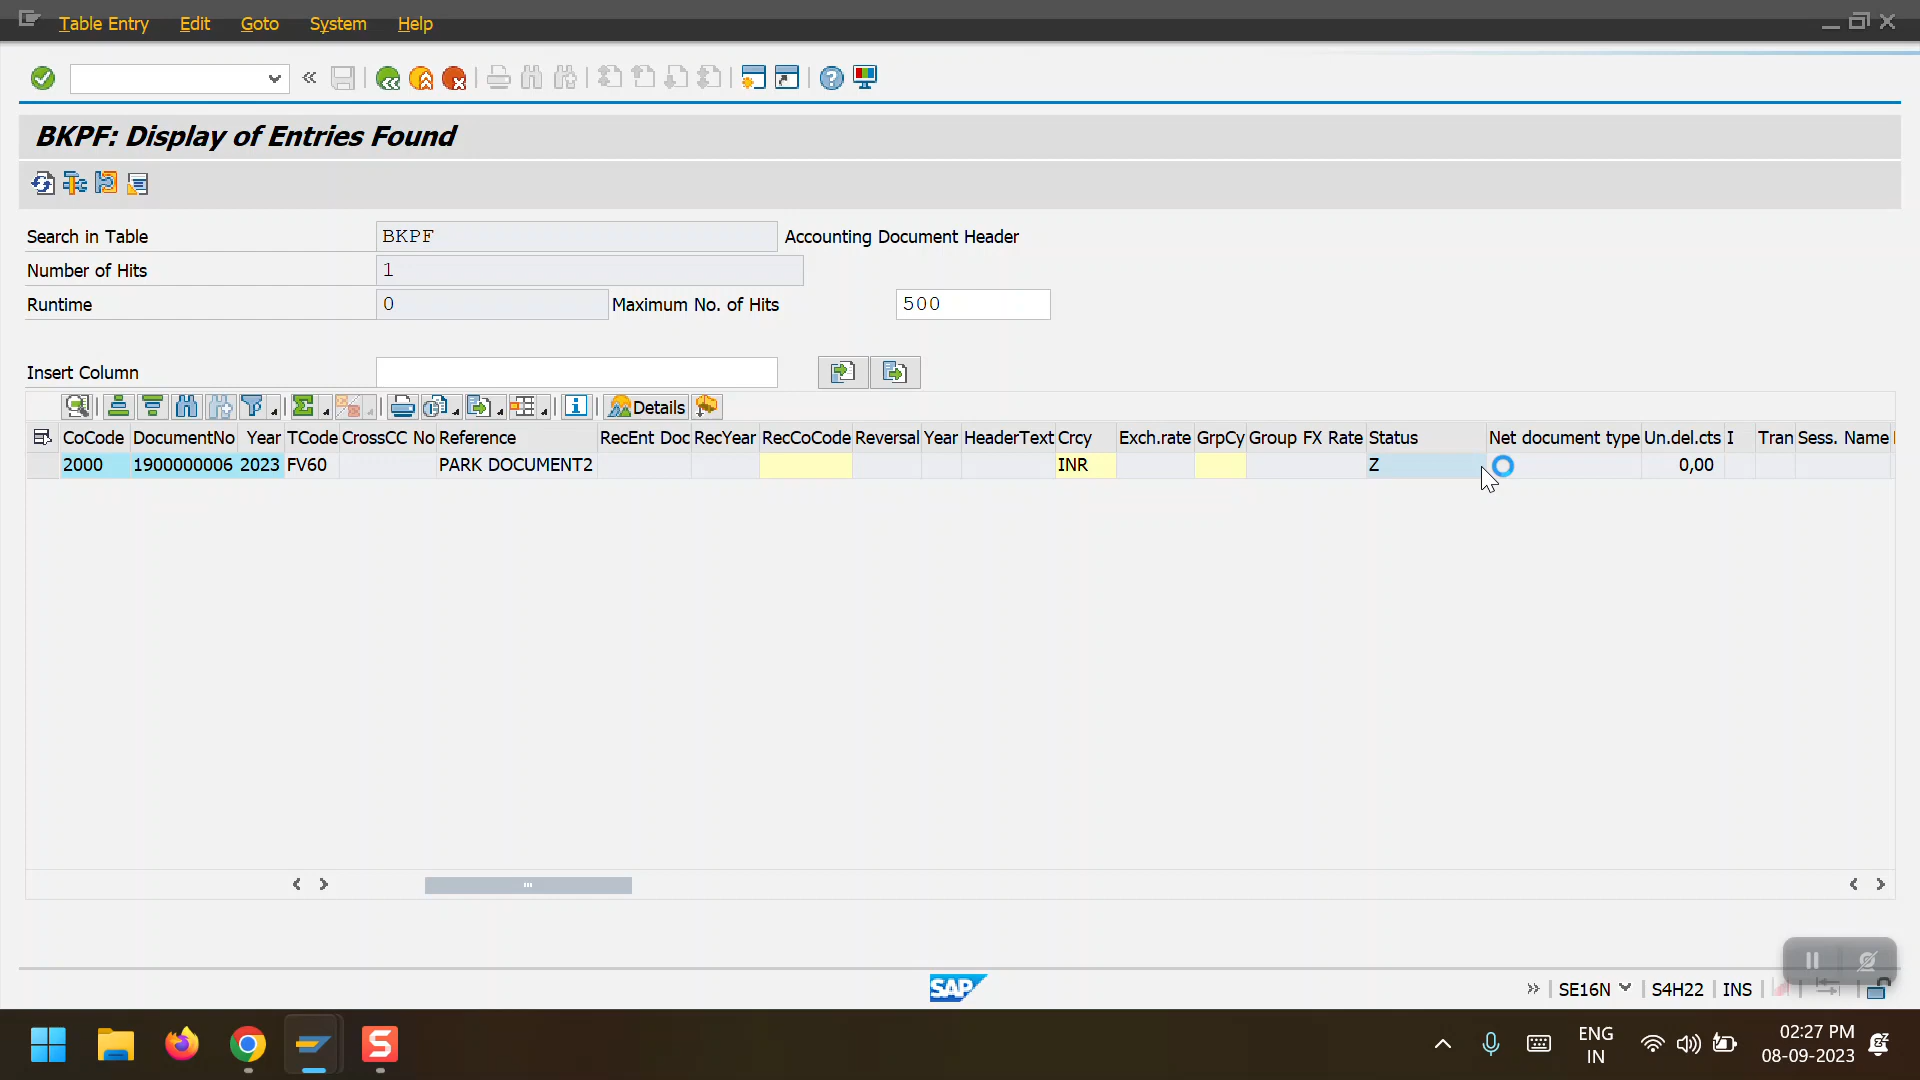 Table Entry Edit Goto System Help
BKPF: Display of Entries Found
Search in Table BKPF Accounting Document Header
Number of Hits 1
Runtime 0 Maximum No. of Hits 500
Insert Column
Details
CoCode DocumentNo Year TCode CrossCC No Reference RecEnt Doc RecYear RecCoCode Reversal Year HeaderText Crcy Exch.rate GrpCy Group FX Rate Status Net document type Un.del.cts I Tran Sess. Name
2000 1900000006 2023 FV60 PARK DOCUMENT2 INR Z 0,00
SAP SE16N S4H22 INS
S ENG 02:27 PM
IN 08-09-2023